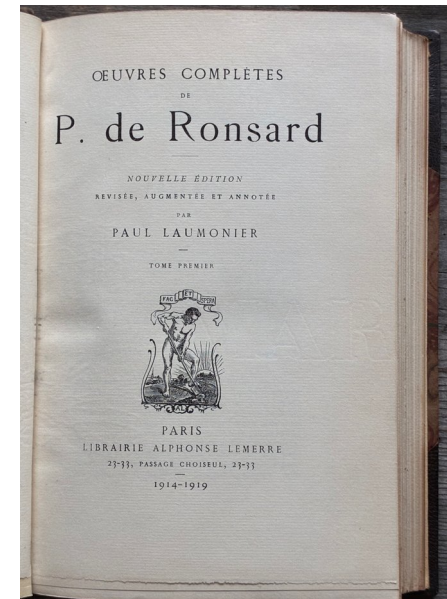 ŒUVRES COMPLÈTES
DE
P. de Ronsard
NOUVELLE ÉDITION
REVISÉE, AUGMENTÉE ET ANNOTÉE
PAR
PAUL LAUMONIER
TOME PREMIER
FAC ET SPERA
AL
PARIS
LIBRAIRIE ALPHONSE LEMERRE
23-33, PASSAGE CHOISEUL, 23-33
1914-1919